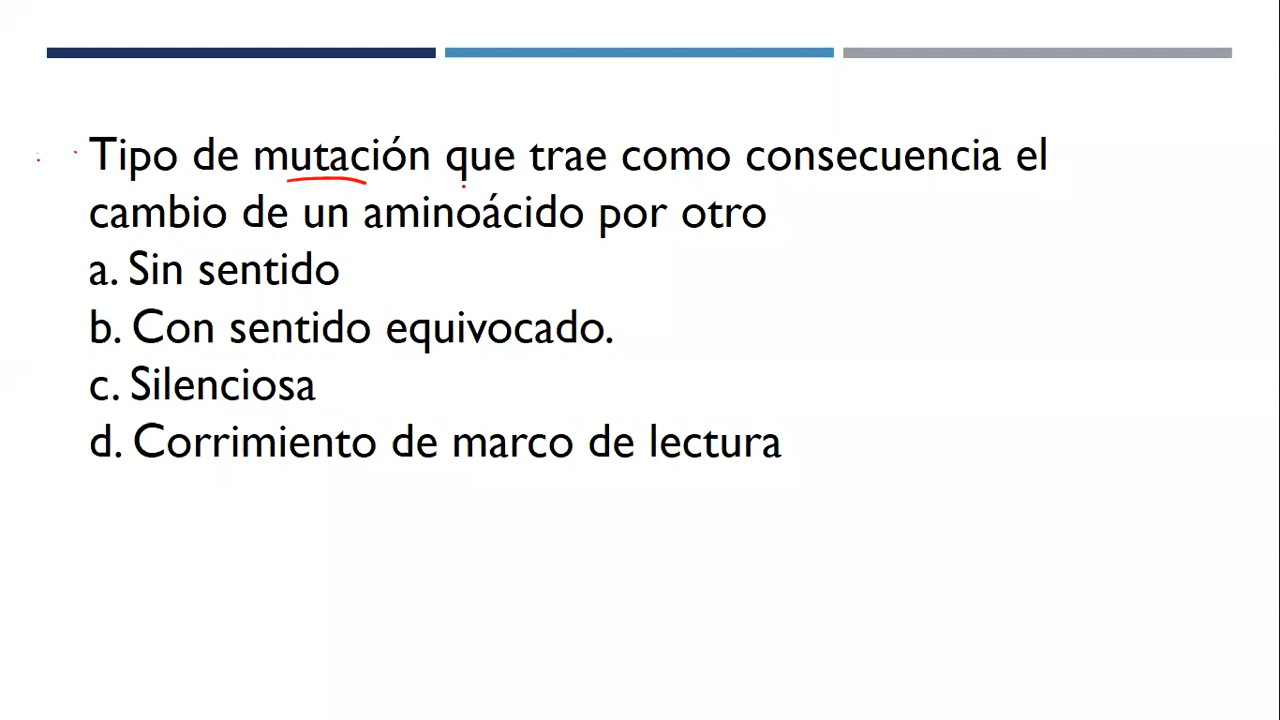 Tipo de mutación que trae como consecuencia el
cambio de un aminoácido por otro
a. Sin sentido
b. Con sentido equivocado.
c. Silenciosa
d. Corrimiento de marco de lectura